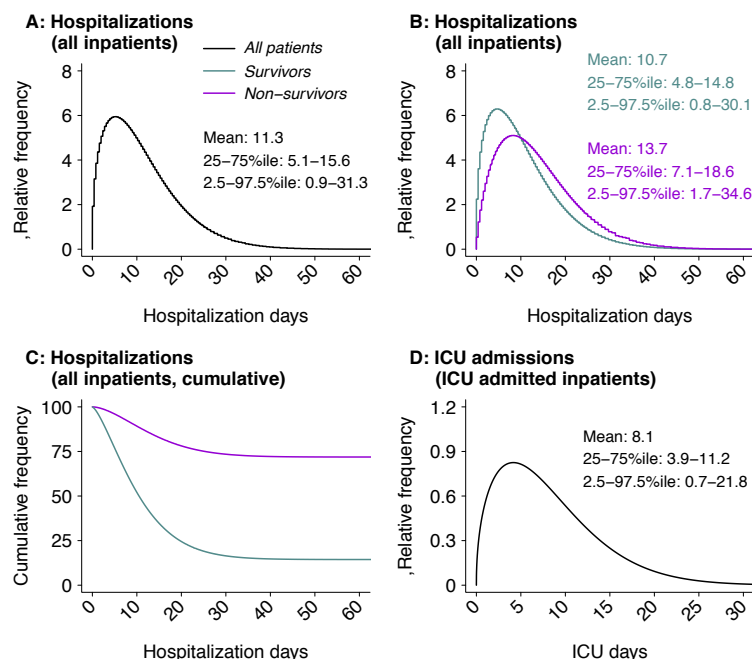 A: Hospitalizations
(all inpatients)
All patients
Survivors
Non–survivors
Mean: 11.3
25–75%ile: 5.1–15.6
2.5–97.5%ile: 0.9–31.3
,Relative frequency
8
6
4
2
0
0 10 20 30 40 50 60
Hospitalization days
B: Hospitalizations
(all inpatients)
Mean: 10.7
25–75%ile: 4.8–14.8
2.5–97.5%ile: 0.8–30.1
Mean: 13.7
25–75%ile: 7.1–18.6
2.5–97.5%ile: 1.7–34.6
,Relative frequency
8
6
4
2
0
0 10 20 30 40 50 60
Hospitalization days
C: Hospitalizations
(all inpatients, cumulative)
Cumulative frequency
100
75
50
25
0
0 10 20 30 40 50 60
Hospitalization days
D: ICU admissions
(ICU admitted inpatients)
Mean: 8.1
25–75%ile: 3.9–11.2
2.5–97.5%ile: 0.7–21.8
,Relative frequency
1.2
0.9
0.6
0.3
0
0 5 10 15 20 25 30
ICU days